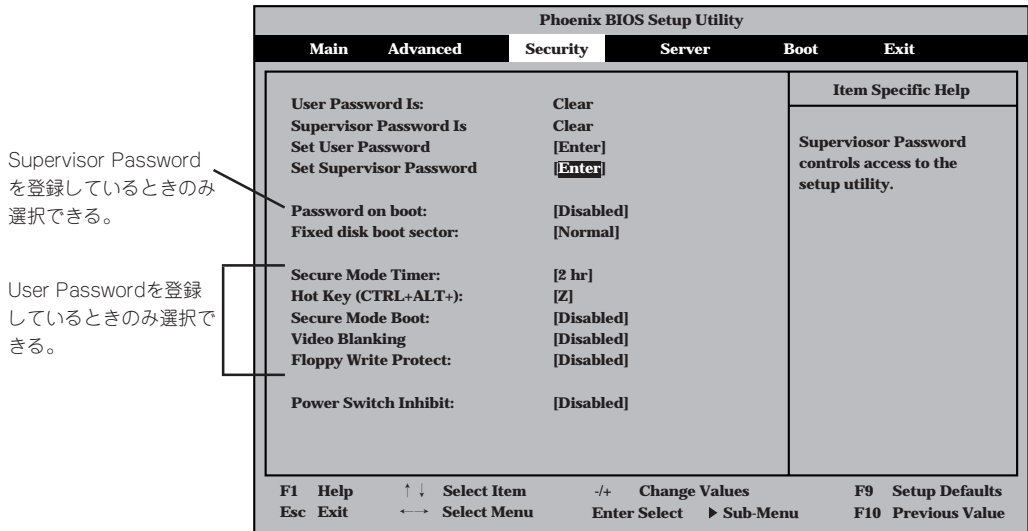 Phoenix BIOS Setup Utility
Main Advanced Security Server Boot Exit
Item Specific Help
User Password Is: Clear
Supervisor Password Is Clear
Set User Password [Enter]
Set Supervisor Password [Enter]
Password on boot: [Disabled]
Fixed disk boot sector: [Normal]
Secure Mode Timer: [2 hr]
Hot Key (CTRL+ALT+): [Z]
Secure Mode Boot: [Disabled]
Video Blanking [Disabled]
Floppy Write Protect: [Disabled]
Power Switch Inhibit: [Disabled]
Superviosor Password
controls access to the
setup utility.
Supervisor Password
を登録しているときのみ
選択できる。
User Passwordを登録
しているときのみ選択で
きる。
F1 Help ↑↓ Select Item -/+ Change Values F9 Setup Defaults
Esc Exit ←→ Select Menu Enter Select ▶ Sub-Menu F10 Previous Value